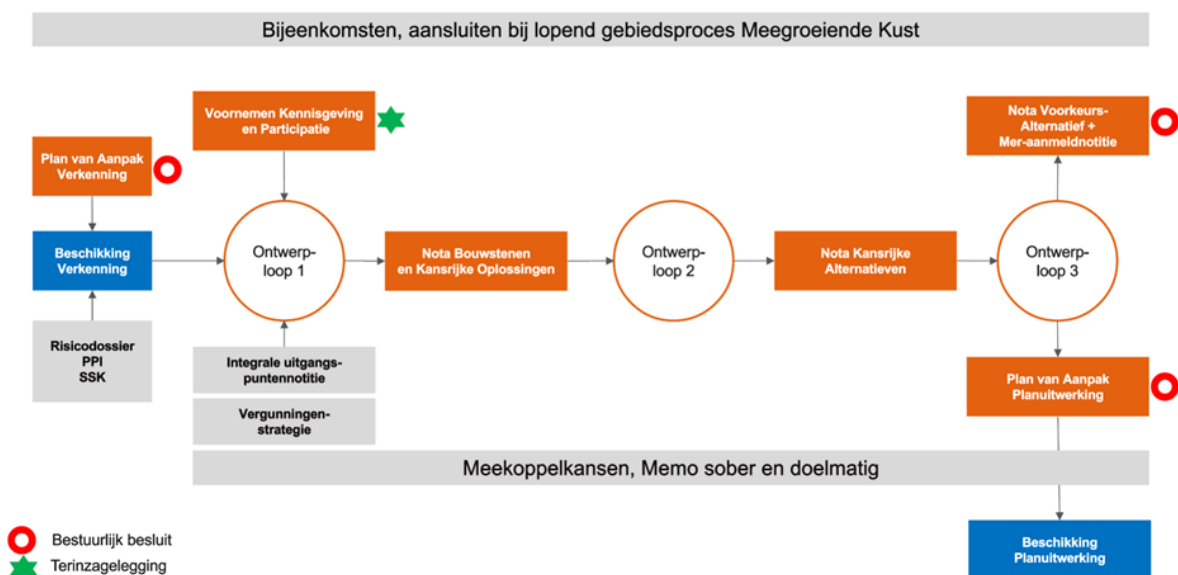 Bijeenkomsten, aansluiten bij lopend gebiedsproces Meegroeiende Kust
Voornemen Kennisgeving
en Participatie
Nota Voorkeurs-
Alternatief +
Mer-aanmeldnotitie
Plan van Aanpak
Verkenning
Beschikking
Verkenning
Ontwerp-
loop 1
Nota Bouwstenen
en Kansrijke Oplossingen
Ontwerp-
loop 2
Nota Kansrijke
Alternatieven
Ontwerp-
loop 3
Risicodossier
PPI
SSK
Integrale uitgangs-
puntennotitie
Vergunningen-
strategie
Plan van Aanpak
Planuitwerking
Meekoppelkansen, Memo sober en doelmatig
Beschikking
Planuitwerking
Bestuurlijk besluit
Terinzagelegging